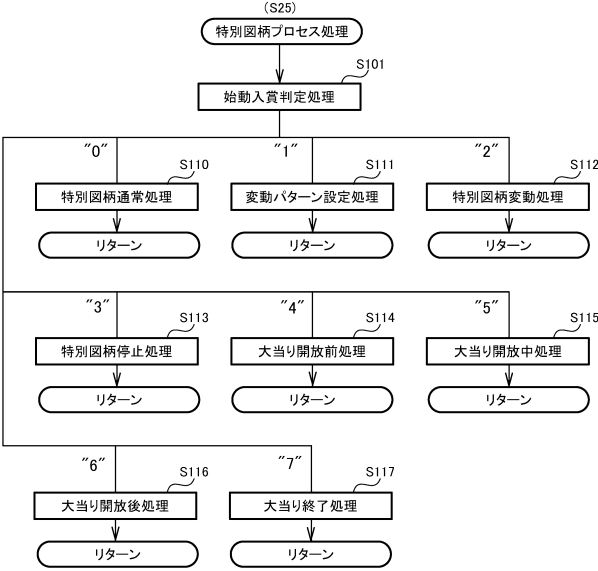 (S25)
特別図柄プロセス処理
S101
始動入賞判定処理
"0" "1" "2"
S110 S111 S112
特別図柄通常処理 変動パターン設定処理 特別図柄変動処理
リターン リターン リターン
"3" "4" "5"
S113 S114 S115
特別図柄停止処理 大当り開放前処理 大当り開放中処理
リターン リターン リターン
"6" "7"
S116 S117
大当り開放後処理 大当り終了処理
リターン リターン